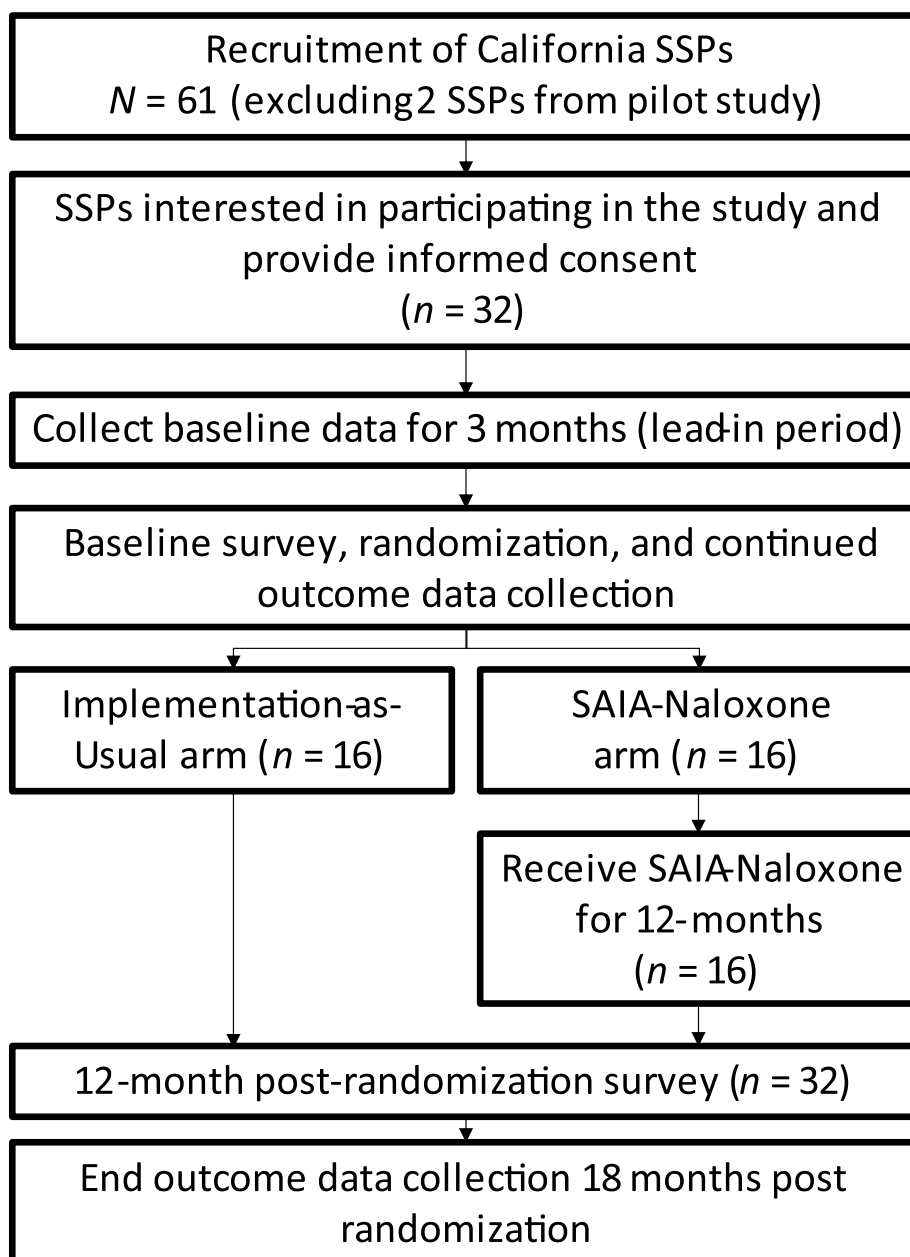 Recruitment of California SSPs
N = 61 (excluding 2 SSPs from pilot study)
SSPs interested in participating in the study and
provide informed consent
(n = 32)
Collect baseline data for 3 months (lead-in period)
Baseline survey, randomization, and continued
outcome data collection
Implementation-as-
Usual arm (n = 16)
SAIA-Naloxone
arm (n = 16)
Receive SAIA-Naloxone
for 12-months
(n = 16)
12-month post-randomization survey (n = 32)
End outcome data collection 18 months post
randomization